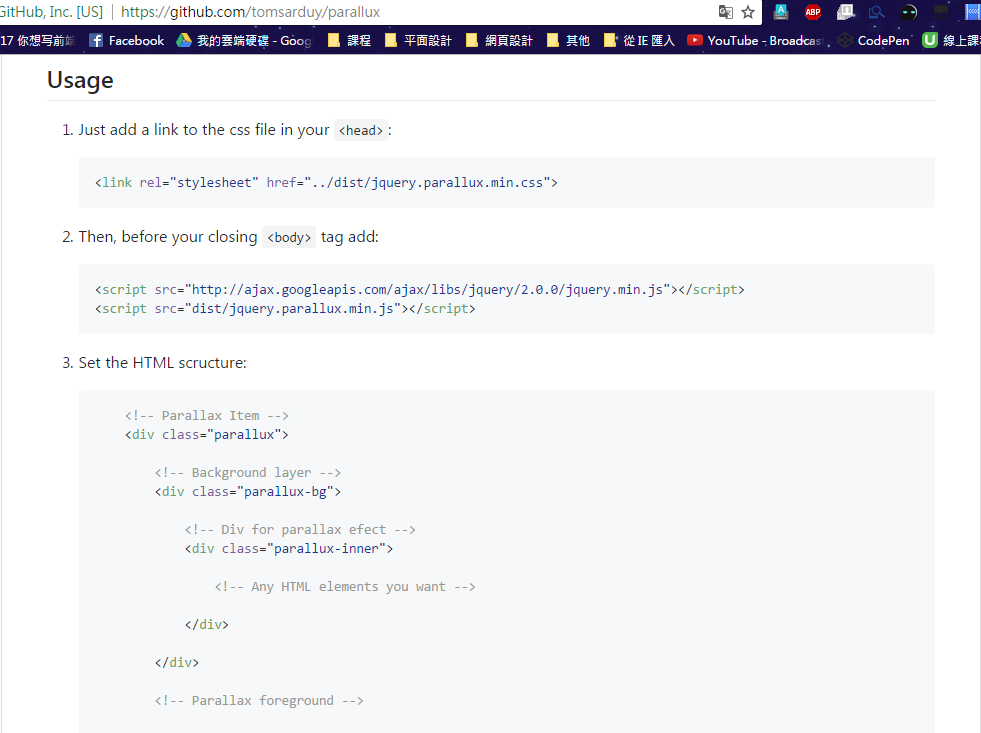 GitHub, Inc. [US] | https://github.com/tomsarduy/parallux
17 你想写前端 Facebook 我的雲端硬碟 - Goog 課程 平面設計 網頁設計 其他 從 IE 匯入 YouTube - Broadcast CodePen 線上課程
Usage
1. Just add a link to the css file in your <head>:
<link rel="stylesheet" href="../dist/jquery.parallux.min.css">
2. Then, before your closing <body> tag add:
<script src="http://ajax.googleapis.com/ajax/libs/jquery/2.0.0/jquery.min.js"></script>
<script src="dist/jquery.parallux.min.js"></script>
3. Set the HTML scructure:
<!-- Parallax Item -->
<div class="parallux">
<!-- Background layer -->
<div class="parallux-bg">
<!-- Div for parallax efect -->
<div class="parallux-inner">
<!-- Any HTML elements you want -->
</div>
</div>
<!-- Parallax foreground -->